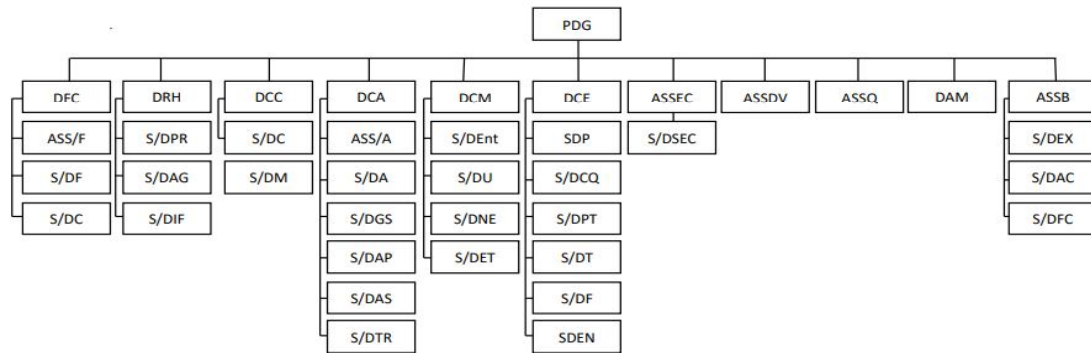 PDG
DFC DRH DCC DCA DCM DCE ASSEC ASSDV ASSQ DAM ASSB
ASS/F S/DPR S/DC ASS/A S/DEnt SDP S/DSEC S/DEX
S/DF S/DAG S/DM S/DA S/DU S/DCQ S/DAC
S/DC S/DIF S/DGS S/DNE S/DPT S/DFC
S/DAP S/DET S/DT
S/DAS S/DF
S/DTR SDEN